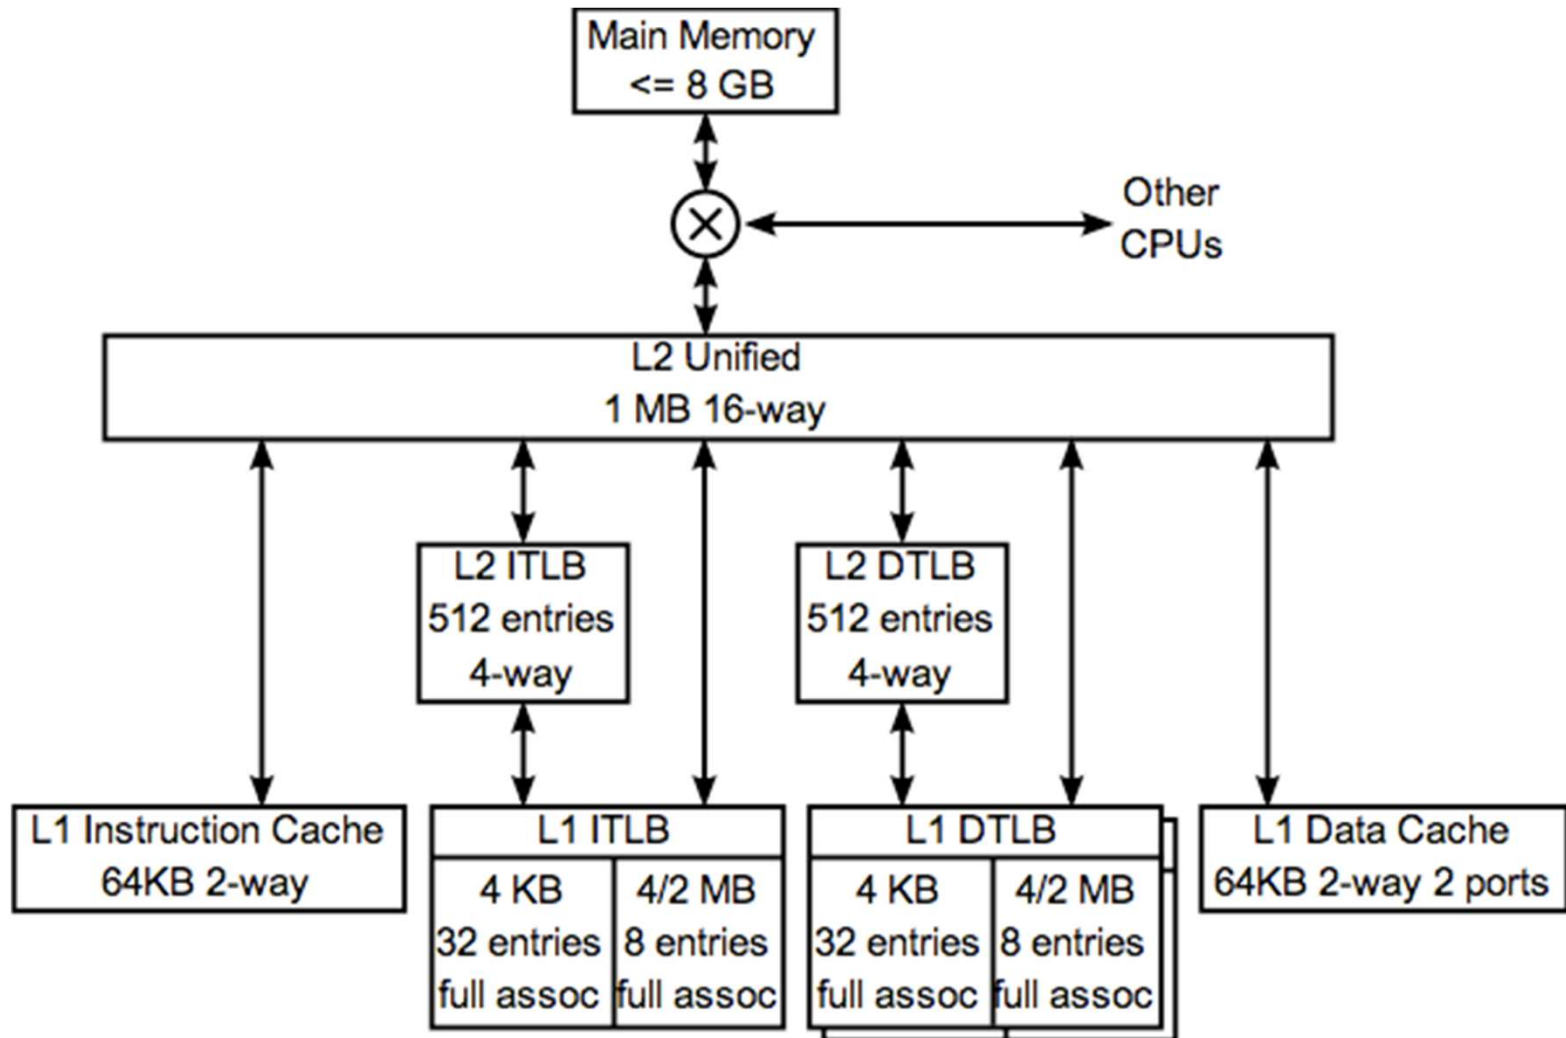 Main Memory
<= 8 GB
Other
CPUs
L2 Unified
1 MB 16-way
L2 ITLB
512 entries
4-way
L2 DTLB
512 entries
4-way
L1 Instruction Cache
64KB 2-way
L1 ITLB
4 KB
32 entries
full assoc
4/2 MB
8 entries
full assoc
L1 DTLB
4 KB
32 entries
full assoc
4/2 MB
8 entries
full assoc
L1 Data Cache
64KB 2-way 2 ports